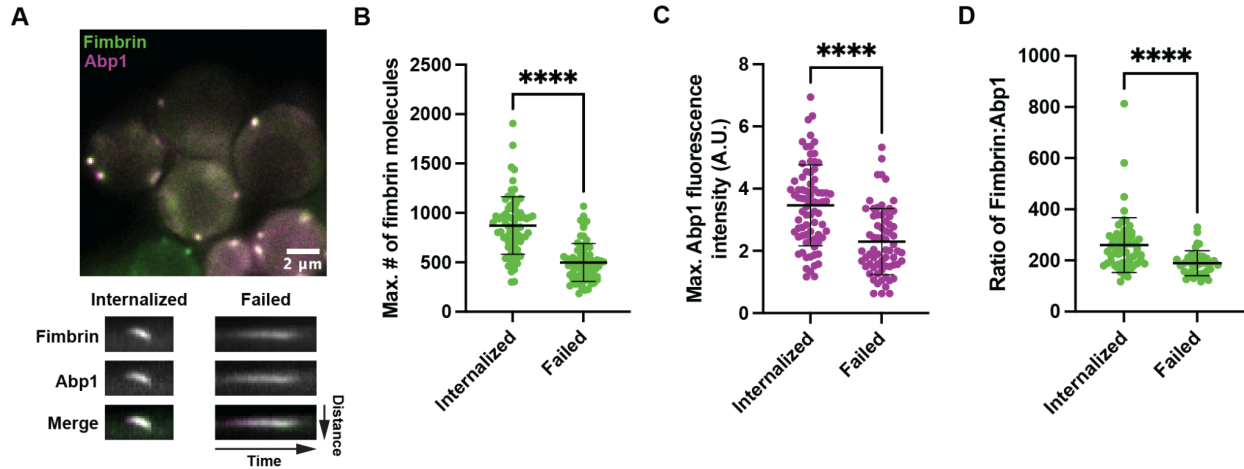 A
Fimbrin
Abp1
2 μm
Internalized
Failed
Fimbrin
Abp1
Merge
Distance
Time
B
Max. # of fimbrin molecules
2500
2000
1500
1000
500
0
****
Internalized
Failed
C
Max. Abp1 fluorescence
intensity (A.U.)
8
6
4
2
0
****
Internalized
Failed
D
Ratio of Fimbrin:Abp1
1000
800
600
400
200
0
****
Internalized
Failed